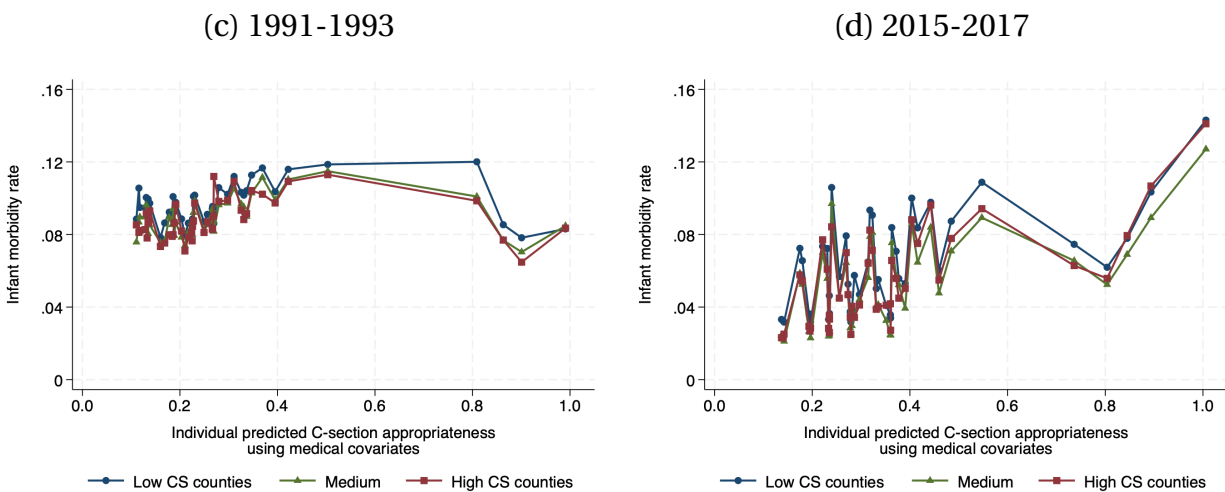 (c) 1991-1993
(d) 2015-2017
Infant morbidity rate
.16
.12
.08
.04
0
0.0 0.2 0.4 0.6 0.8 1.0
Individual predicted C-section appropriateness
using medical covariates
Low CS counties Medium High CS counties
Infant morbidity rate
.16
.12
.08
.04
0
0.0 0.2 0.4 0.6 0.8 1.0
Individual predicted C-section appropriateness
using medical covariates
Low CS counties Medium High CS counties